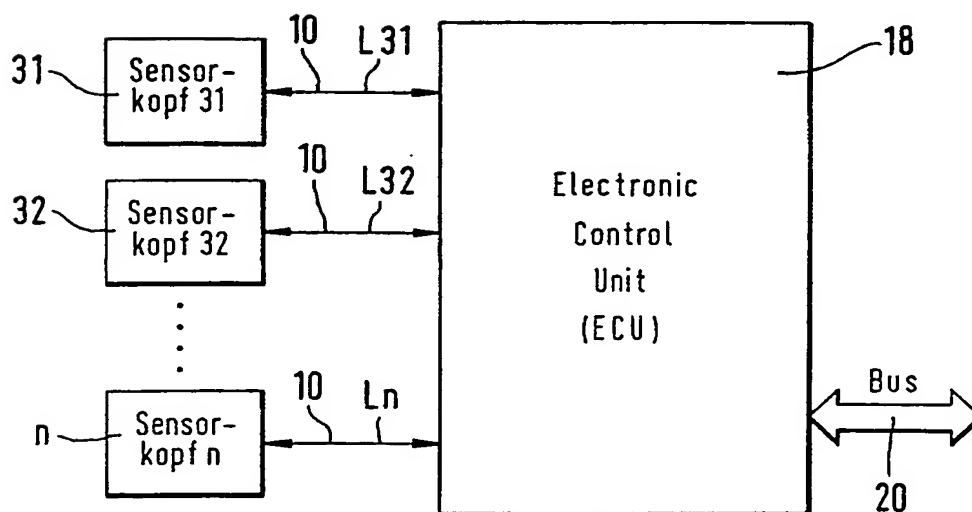 10
L31
18
31
Sensor-
kopf 31
10
L32
32
Sensor-
kopf 32
Electronic
Control
Unit
(ECU)
10
Ln
n
Sensor-
kopf n
Bus
20